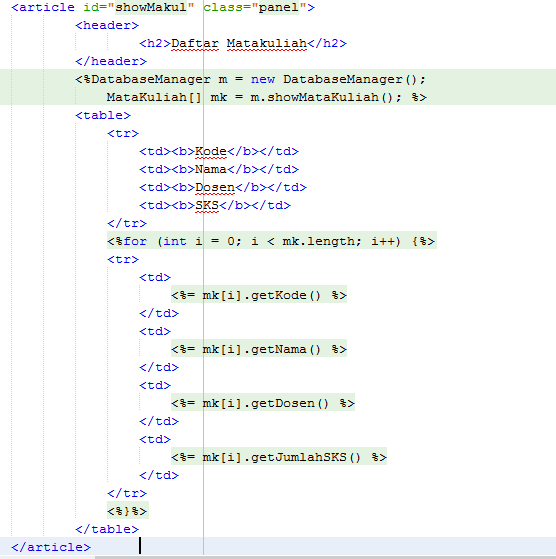 <article id="showMakul" class="panel">
<header>
<h2>Daftar Matakuliah</h2>
</header>
<%DatabaseManager m = new DatabaseManager();
MataKuliah[] mk = m.showMataKuliah(); %>
<table>
<tr>
<td><b>Kode</b></td>
<td><b>Nama</b></td>
<td><b>Dosen</b></td>
<td><b>SKS</b></td>
</tr>
<%for (int i = 0; i < mk.length; i++) {%>
<tr>
<td>
<%= mk[i].getKode() %>
</td>
<td>
<%= mk[i].getNama() %>
</td>
<td>
<%= mk[i].getDosen() %>
</td>
<td>
<%= mk[i].getJumlahSKS() %>
</td>
</tr>
<%}%>
</table>
</article>